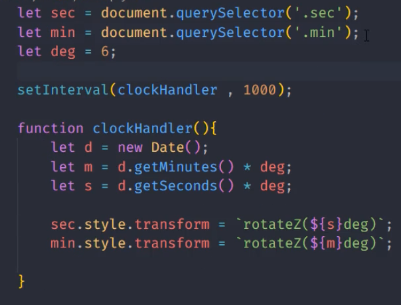 let sec = document.querySelector('.sec');
let min = document.querySelector('.min');
let deg = 6;
setInterval(clockHandler , 1000);
function clockHandler(){
let d = new Date();
let m = d.getMinutes() * deg;
let s = d.getSeconds() * deg;
sec.style.transform = `rotateZ(${s}deg)`;
min.style.transform = `rotateZ(${m}deg)`;
}